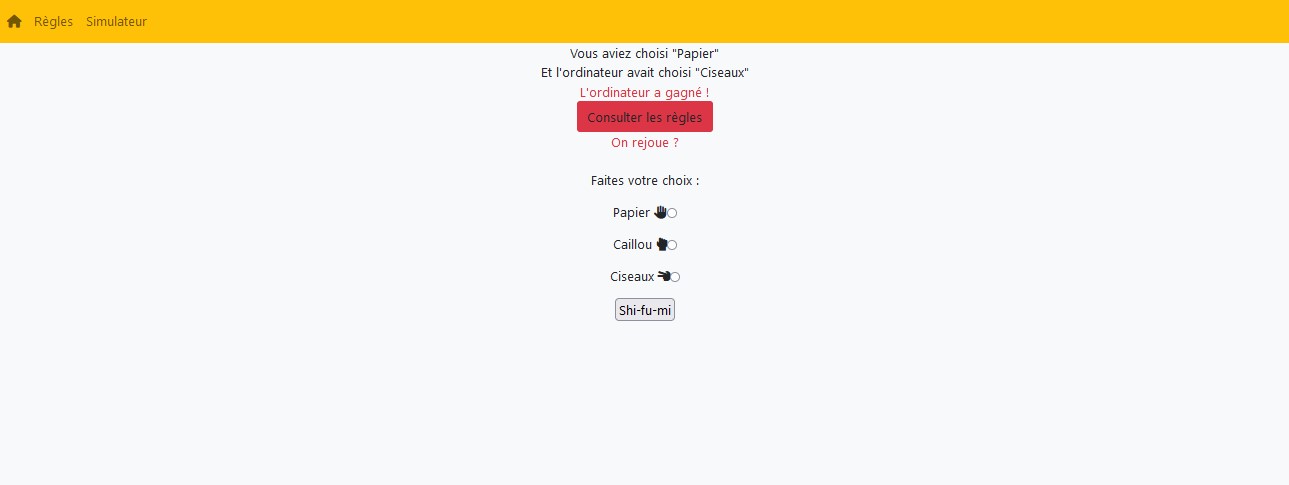 Règles Simulateur
Vous aviez choisi "Papier"
Et l'ordinateur avait choisi "Ciseaux"
L'ordinateur a gagné !
Consulter les règles
On rejoue ?
Faites votre choix :
Papier
Caillou
Ciseaux
Shi-fu-mi